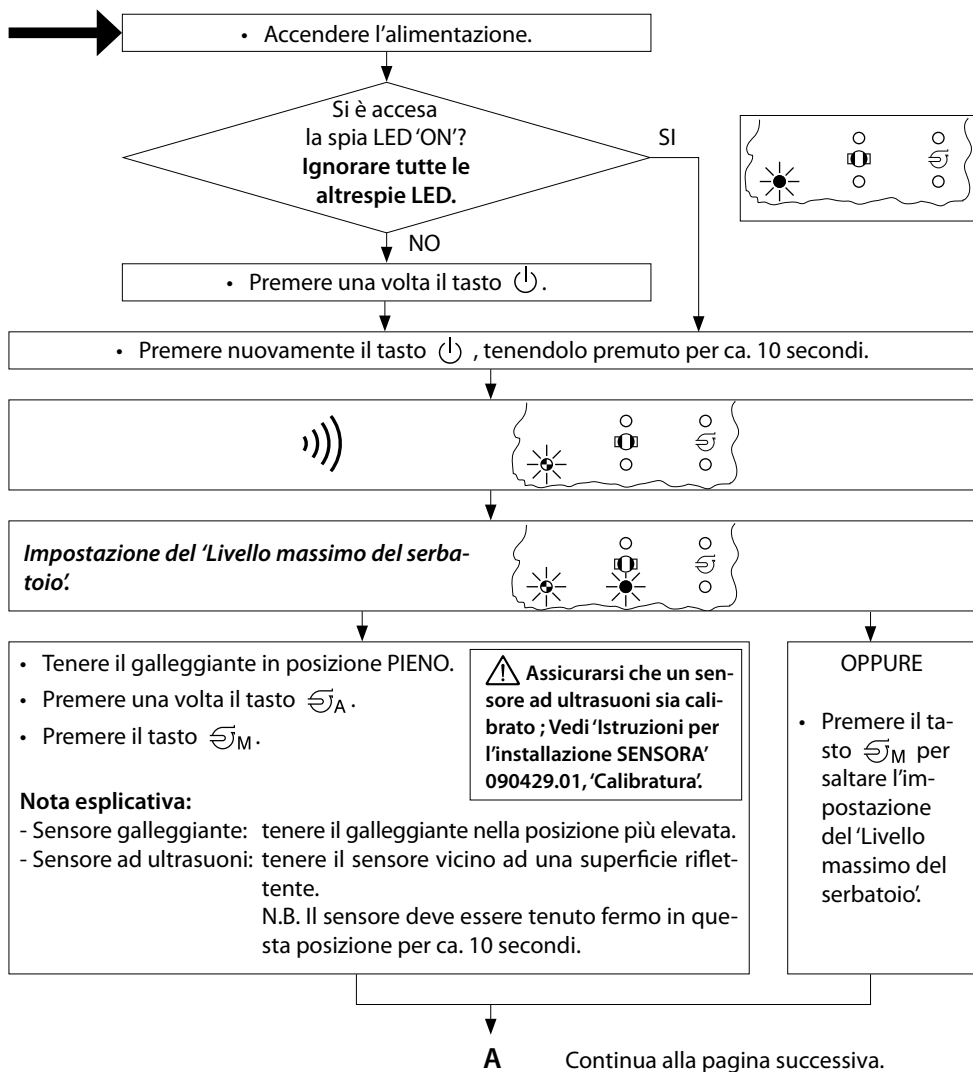 • Accendere l'alimentazione.
Si è accesa
la spia LED 'ON'?
Ignorare tutte le
altrespie LED.
SI
NO
• Premere una volta il tasto .
• Premere nuovamente il tasto , tenendolo premuto per ca. 10 secondi.
Impostazione del 'Livello massimo del serba-
toio'.
• Tenere il galleggiante in posizione PIENO.
• Premere una volta il tasto A .
• Premere il tasto M .
Assicurarsi che un sen-
sore ad ultrasuoni sia cali-
brato ; Vedi 'Istruzioni per
l'installazione SENSORA'
090429.01, 'Calibratura'.
Nota esplicativa:
- Sensore galleggiante: tenere il galleggiante nella posizione più elevata.
- Sensore ad ultrasuoni: tenere il sensore vicino ad una superficie riflet-
tente.
N.B. Il sensore deve essere tenuto fermo in que-
sta posizione per ca. 10 secondi.
OPPURE
• Premere il ta-
sto M per
saltare l'im-
postazione
del 'Livello
massimo del
serbatoio'.
A Continua alla pagina successiva.